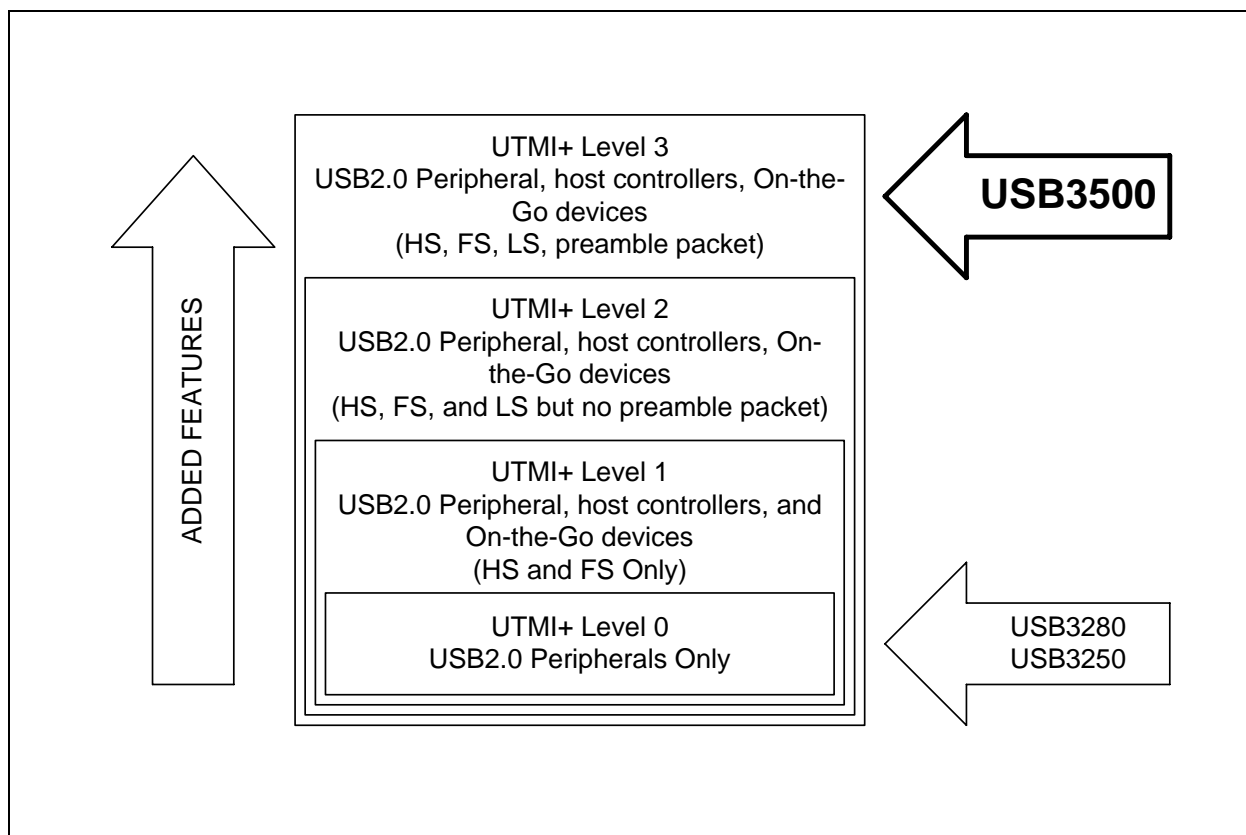 UTMI+ Level 3
USB2.0 Peripheral, host controllers, On-the-
Go devices
(HS, FS, LS, preamble packet)
USB3500
ADDED FEATURES
UTMI+ Level 2
USB2.0 Peripheral, host controllers, On-
the-Go devices
(HS, FS, and LS but no preamble packet)
UTMI+ Level 1
USB2.0 Peripheral, host controllers, and
On-the-Go devices
(HS and FS Only)
UTMI+ Level 0
USB2.0 Peripherals Only
USB3280
USB3250